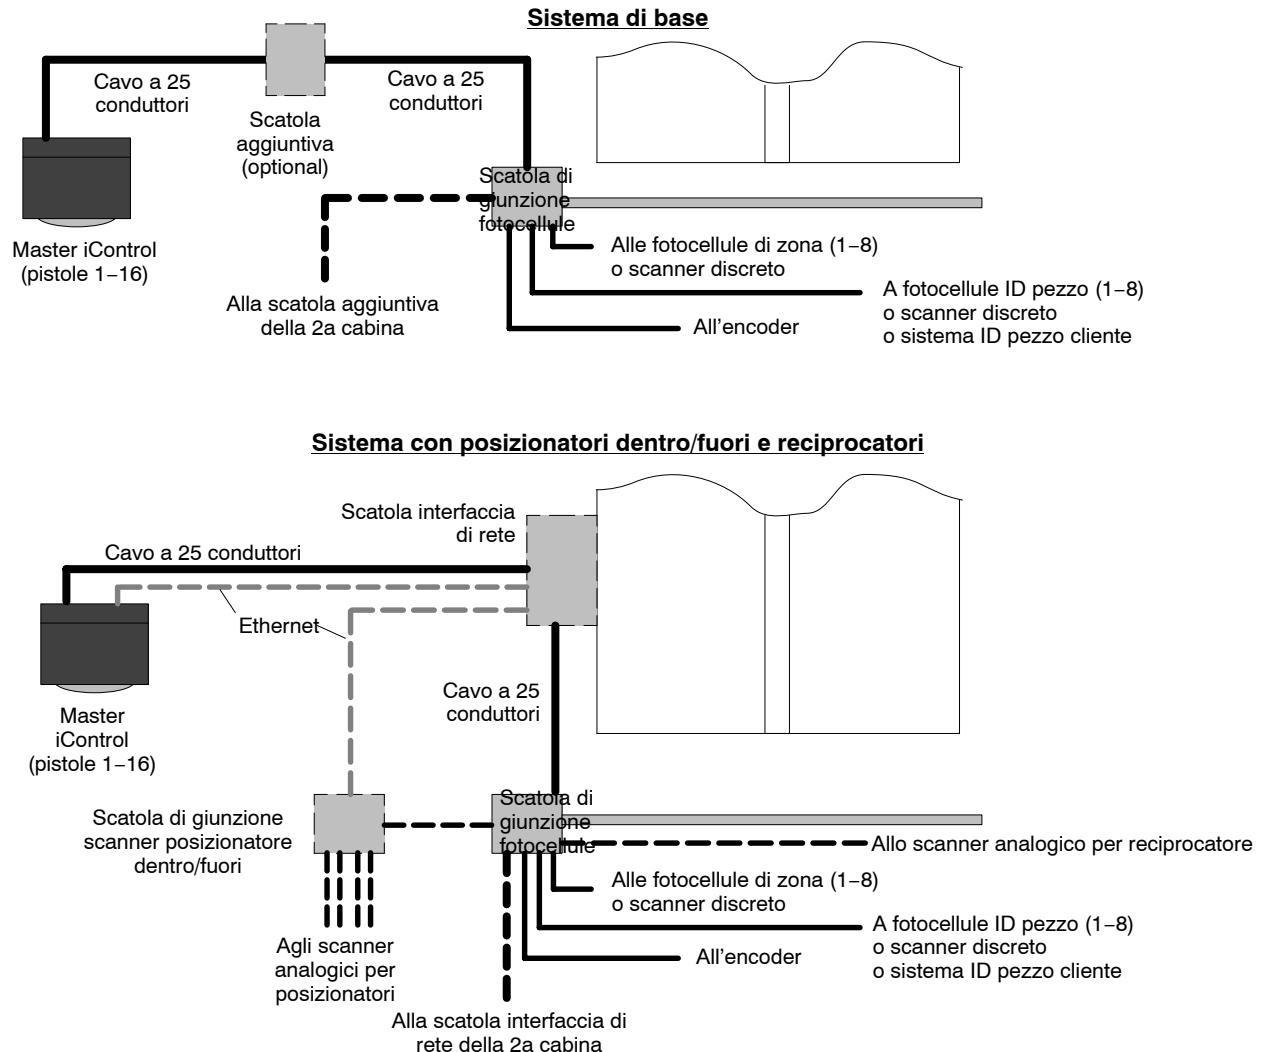 Sistema di base
Cavo a 25
conduttori
Cavo a 25
conduttori
Scatola
aggiuntiva
(optional)
Scatola di
giunzione
fotocellule
Master iControl
(pistole 1−16)
Alla scatola aggiuntiva
della 2a cabina
Alle fotocellule di zona (1−8)
o scanner discreto
A fotocellule ID pezzo (1−8)
o scanner discreto
o sistema ID pezzo cliente
All'encoder
Sistema con posizionatori dentro/fuori e reciprocatori
Scatola interfaccia
di rete
Cavo a 25 conduttori
Ethernet
Cavo a 25
conduttori
Master
iControl
(pistole 1−16)
Scatola di giunzione
scanner posizionatore
dentro/fuori
Scatola di
giunzione
fotocellule
Allo scanner analogico per reciprocatore
Alle fotocellule di zona (1−8)
o scanner discreto
A fotocellule ID pezzo (1−8)
o scanner discreto
o sistema ID pezzo cliente
All'encoder
Agli scanner
analogici per
posizionatori
Alla scatola interfaccia di
rete della 2a cabina